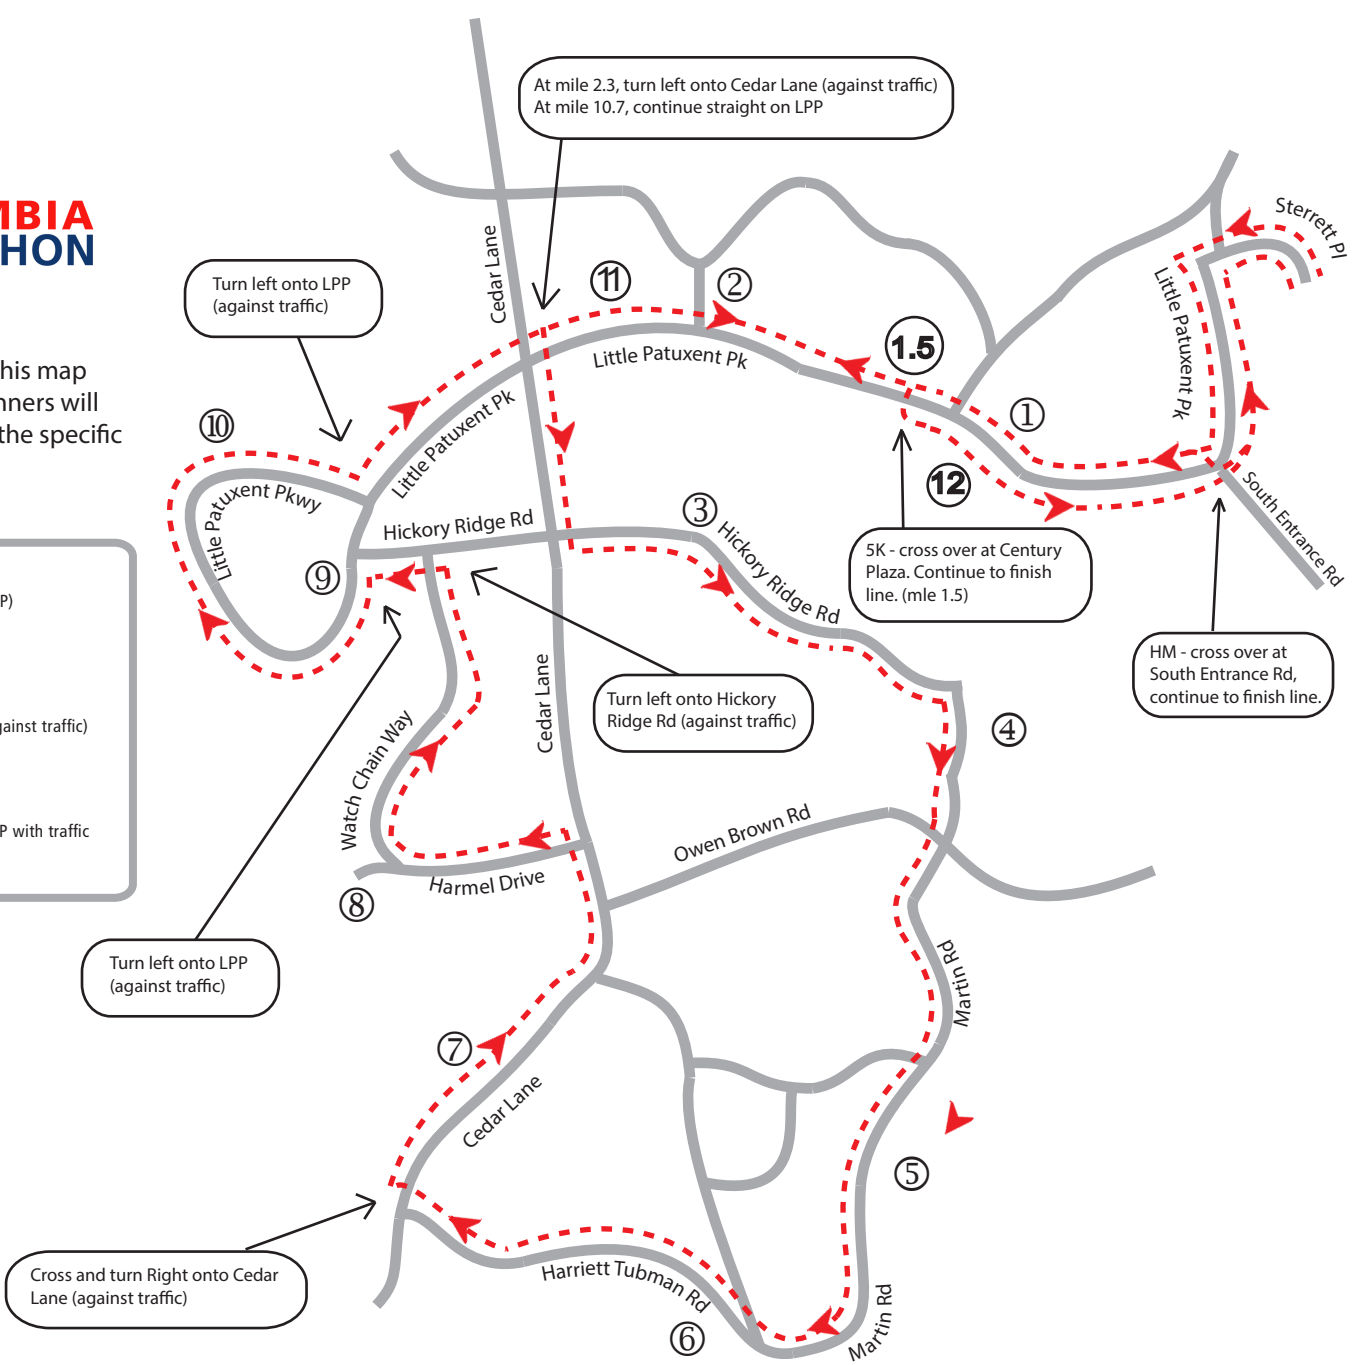 At mile 2.3, turn left onto Cedar Lane (against traffic)
At mile 10.7, continue straight on LPP
MBIA
HON
Sterrett Pl
Cedar Lane
Turn left onto LPP
(against traffic)
11
2
Little Patuxent Pk
1.5
Little Patuxent Pk
his map
nners will
the specific
10
Little Patuxent Pk
1
12
Little Patuxent Pkwy
Hickory Ridge Rd
3
Hickory Ridge Rd
South Entrance Rd
5K - cross over at Century
Plaza. Continue to finish
line. (mle 1.5)
9
P)
HM - cross over at
South Entrance Rd,
continue to finish line.
Turn left onto Hickory
Ridge Rd (against traffic)
Cedar Lane
4
gainst traffic)
Watch Chain Way
P with traffic
Owen Brown Rd
Harmel Drive
8
Turn left onto LPP
(against traffic)
Martin Rd
7
Cedar Lane
5
Cross and turn Right onto Cedar
Lane (against traffic)
Harriett Tubman Rd
6
Martin Rd